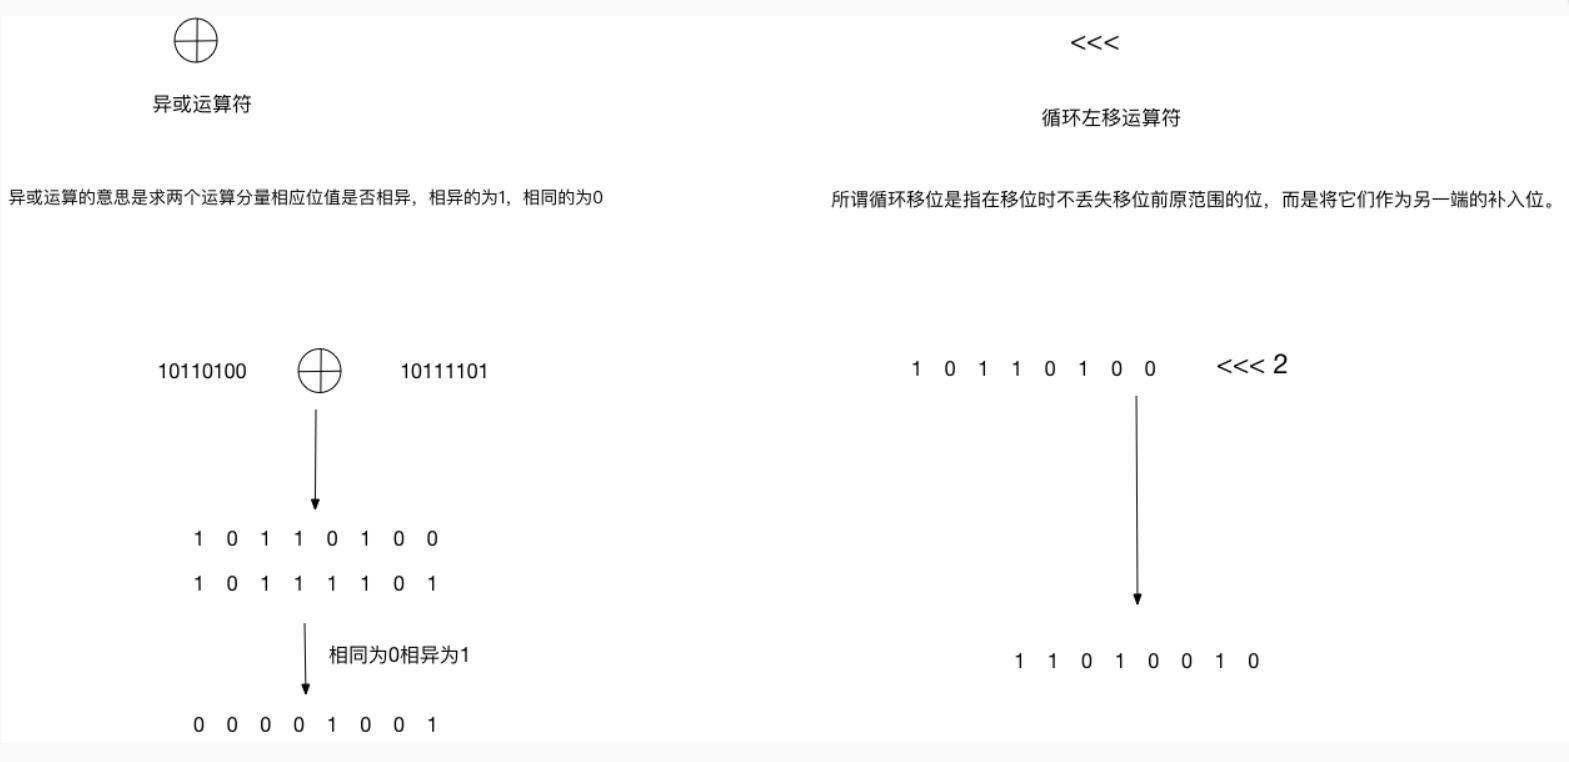 ⊕
异或运算符
异或运算的意思是求两个运算分量相应位值是否相异，相异的为1，相同的为0
10110100 ⊕ 10111101
1 0 1 1 0 1 0 0
1 0 1 1 1 1 0 1
相同为0相异为1
0 0 0 0 1 0 0 1
<<<
循环左移运算符
所谓循环移位是指在移位时不丢失移位前原范围的位，而是将它们作为另一端的补入位。
1 0 1 1 0 1 0 0 <<< 2
1 1 0 1 0 0 1 0